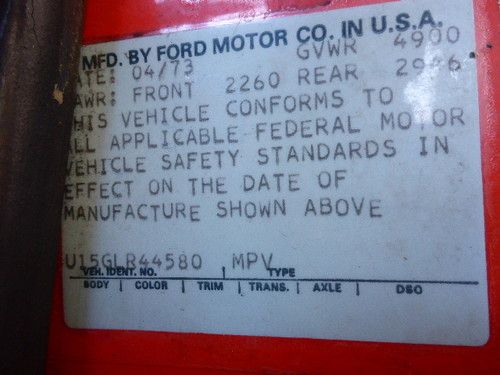 MFD. BY FORD MOTOR CO. IN U.S.A.
ATE: 04/73 GVWR 4900
AWR: FRONT 2260 REAR 2996
HIS VEHICLE CONFORMS TO
LL APPLICABLE FEDERAL MOTOR
VEHICLE SAFETY STANDARDS IN
EFFECT ON THE DATE OF
MANUFACTURE SHOWN ABOVE
U15GLR44580 MPV
VEH. IDENT. NO. TYPE
BODY COLOR TRIM TRANS. AXLE DSO